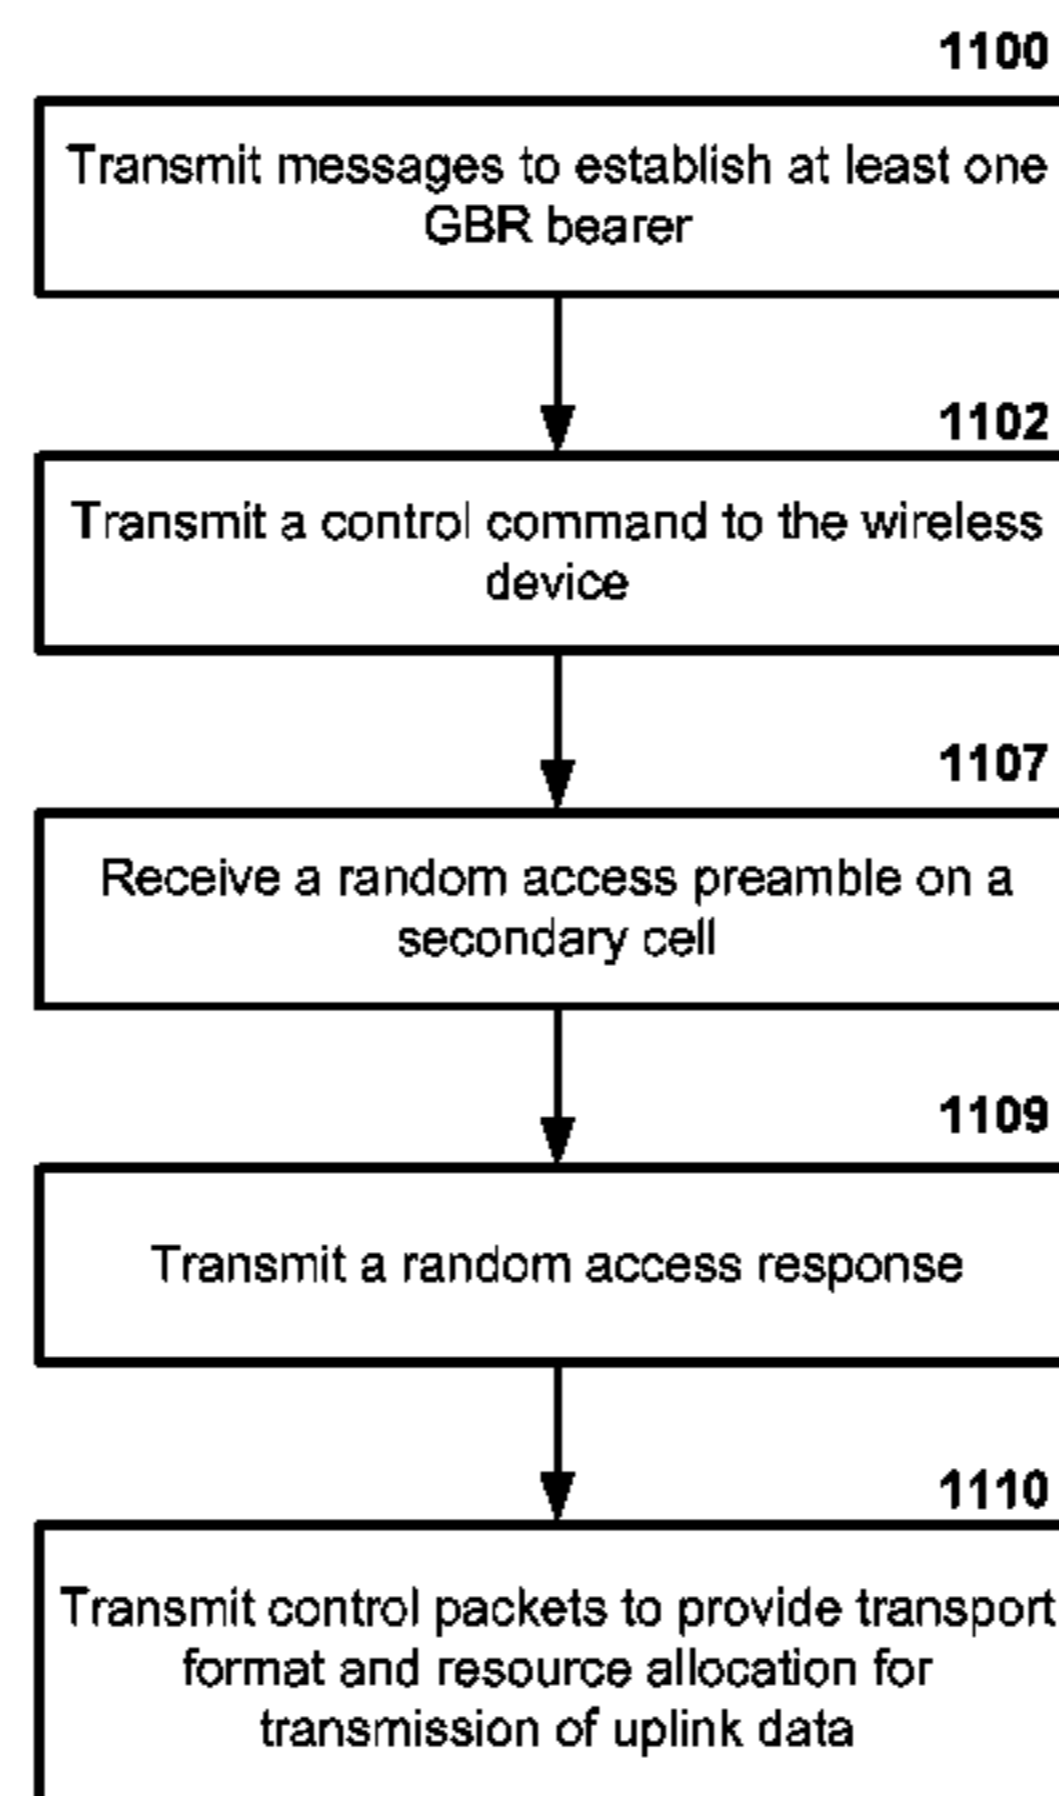 1100
Transmit messages to establish at least one
GBR bearer
1102
Transmit a control command to the wireless
device
1107
Receive a random access preamble on a
secondary cell
1109
Transmit a random access response
1110
Transmit control packets to provide transport
format and resource allocation for
transmission of uplink data